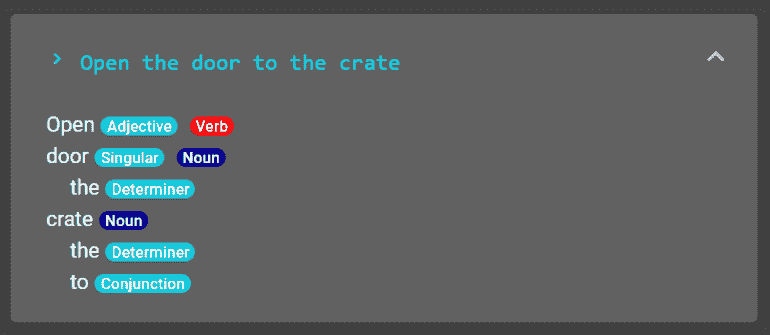 > Open the door to the crate
Open Adjective Verb
door Singular Noun
the Determiner
crate Noun
the Determiner
to Conjunction